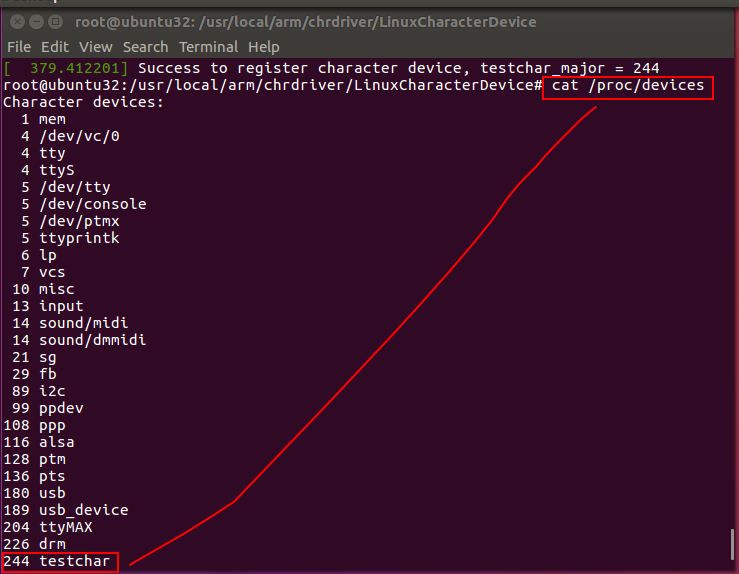 root@ubuntu32: /usr/local/arm/chrdriver/LinuxCharacterDevice
File Edit View Search Terminal Help
[  379.412201] Success to register character device, testchar_major = 244
root@ubuntu32:/usr/local/arm/chrdriver/LinuxCharacterDevice# cat /proc/devices
Character devices:
  1 mem
  4 /dev/vc/0
  4 tty
  4 ttyS
  5 /dev/tty
  5 /dev/console
  5 /dev/ptmx
  5 ttyprintk
  6 lp
  7 vcs
 10 misc
 13 input
 14 sound/midi
 14 sound/dmmidi
 21 sg
 29 fb
 89 i2c
 99 ppdev
108 ppp
116 alsa
128 ptm
136 pts
180 usb
189 usb_device
204 ttyMAX
226 drm
244 testchar